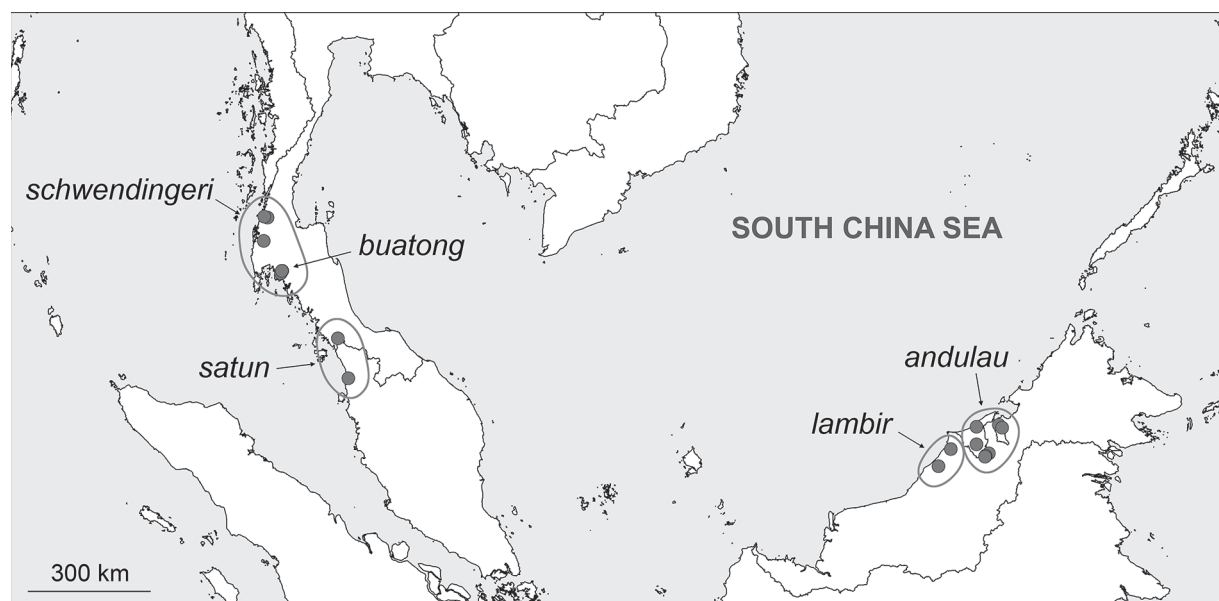 schwendingeri
SOUTH CHINA SEA
buatong
andulau
satun
lambir
300 km